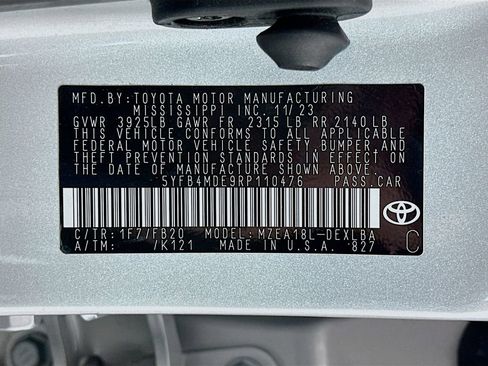 MFD.BY:TOYOTA MOTOR MANUFACTURING
MISSISSIPPI INC. 11/23
GVWR 3925LB GAWR FR 2315 LB RR 2140 LB
THIS VEHICLE CONFORMS TO ALL APPLICABLE
FEDERAL MOTOR VEHICLE SAFETY,BUMPER,AND
THEFT PREVENTION STANDARDS IN EFFECT ON
THE DATE OF MANUFACTURE SHOWN ABOVE.
5YFB4MDE9RP110476 PASS.CAR
C/TR:1F7/FB20 MODEL:MZEA18L-DEXLBA
A/TM: /K121 MADE IN U.S.A. 827
C